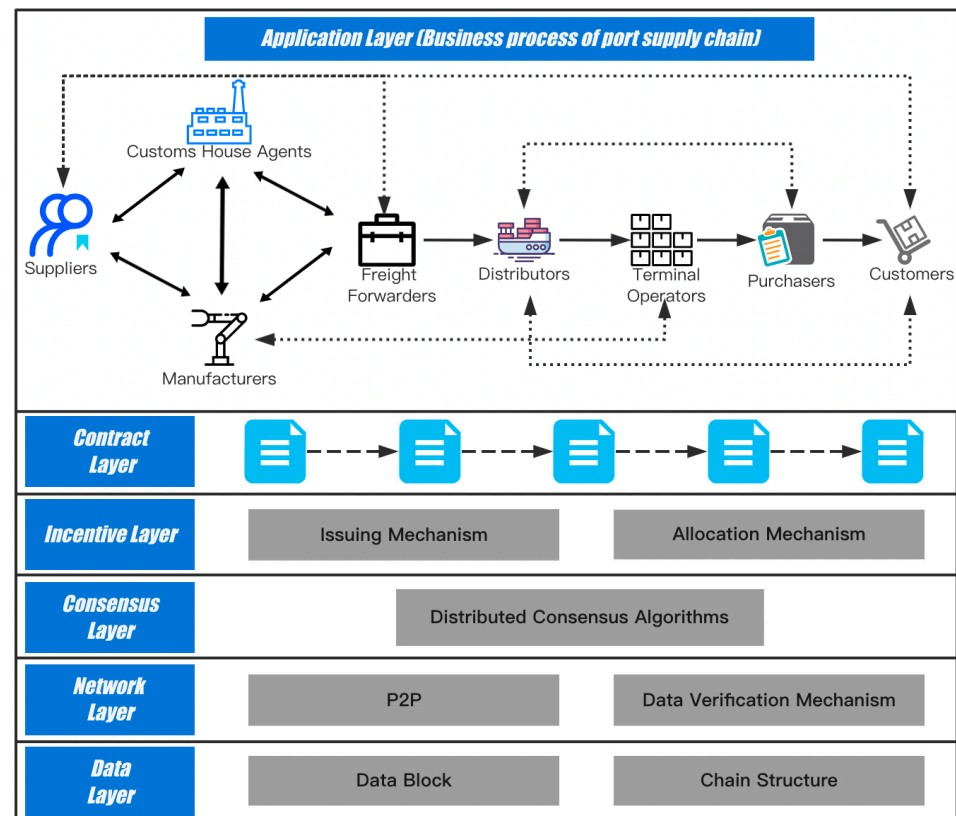 Application Layer (Business process of port supply chain)
Customs House Agents
Suppliers
Freight
Forwarders
Distributors
Terminal
Operators
Purchasers
Customers
Manufacturers
Contract
Layer
Incentive Layer
Issuing Mechanism
Allocation Mechanism
Consensus
Layer
Distributed Consensus Algorithms
Network
Layer
P2P
Data Verification Mechanism
Data
Layer
Data Block
Chain Structure